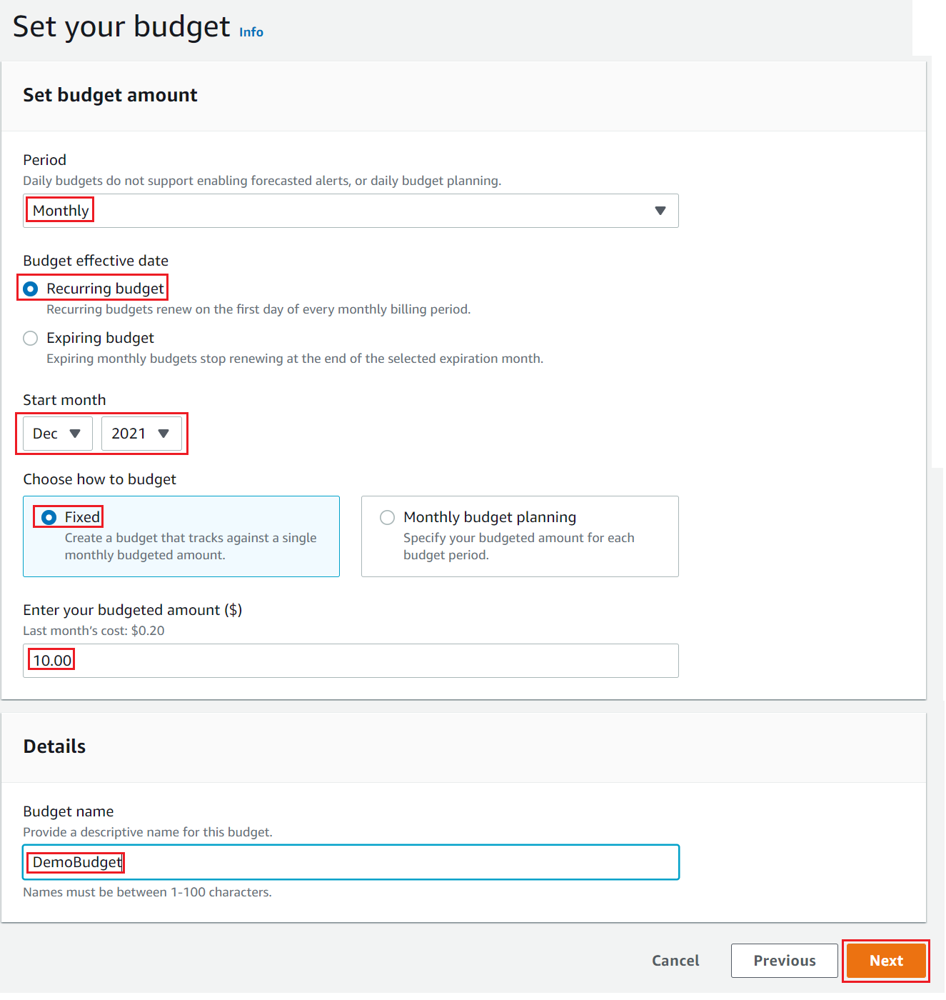 Set your budget Info
Set budget amount
Period
Daily budgets do not support enabling forecasted alerts, or daily budget planning.
Monthly
Budget effective date
Recurring budget
Recurring budgets renew on the first day of every monthly billing period.
Expiring budget
Expiring monthly budgets stop renewing at the end of the selected expiration month.
Start month
Dec 2021
Choose how to budget
Fixed
Create a budget that tracks against a single
monthly budgeted amount.
Monthly budget planning
Specify your budgeted amount for each
budget period.
Enter your budgeted amount ($)
Last month's cost: $0.20
10.00
Details
Budget name
Provide a descriptive name for this budget.
DemoBudget
Names must be between 1-100 characters.
Cancel Previous Next